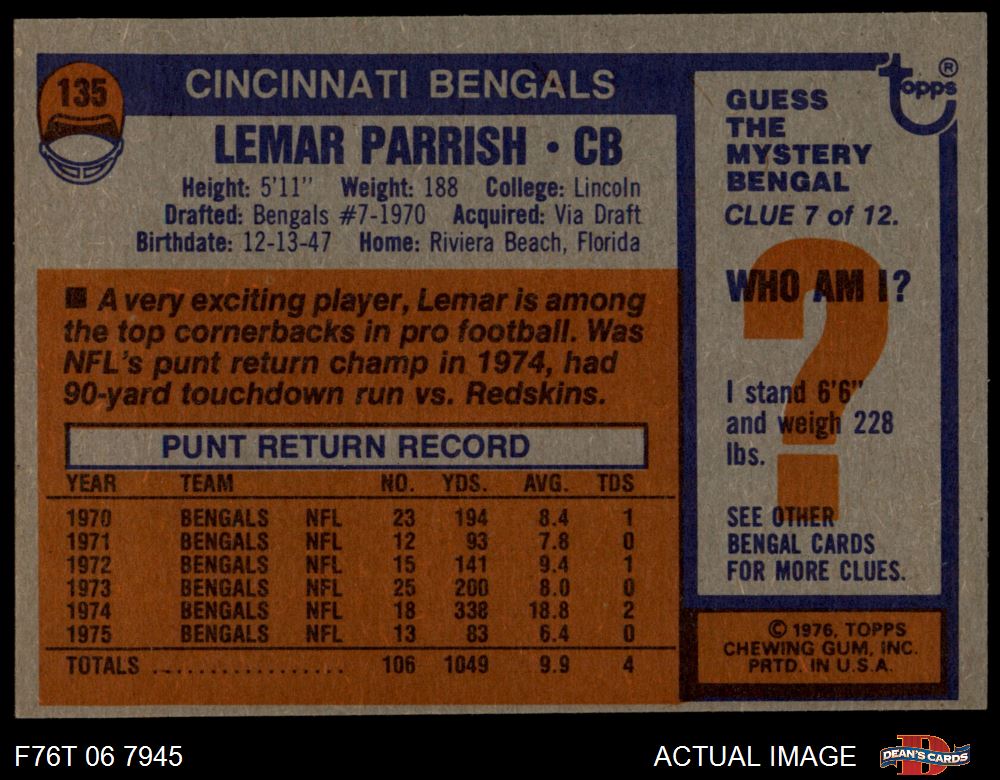 135
CINCINNATI BENGALS
LEMAR PARRISH • CB
Height: 5'11" Weight: 188 College: Lincoln
Drafted: Bengals #7-1970 Acquired: Via Draft
Birthdate: 12-13-47 Home: Riviera Beach, Florida
■ A very exciting player, Lemar is among
the top cornerbacks in pro football. Was
NFL's punt return champ in 1974, had
90-yard touchdown run vs. Redskins.
PUNT RETURN RECORD
YEAR TEAM NO. YDS. AVG. TDS
1970 BENGALS NFL 23 194 8.4 1
1971 BENGALS NFL 12 93 7.8 0
1972 BENGALS NFL 15 141 9.4 1
1973 BENGALS NFL 25 200 8.0 0
1974 BENGALS NFL 18 338 18.8 2
1975 BENGALS NFL 13 83 6.4 0
TOTALS .................. 106 1049 9.9 4
Topps®
GUESS
THE
MYSTERY
BENGAL
CLUE 7 of 12.
?
WHO AM I?
I stand 6'6"
and weigh 228
lbs.
SEE OTHER
BENGAL CARDS
FOR MORE CLUES.
© 1976, TOPPS
CHEWING GUM, INC.
PRTD. IN U.S.A.
F76T 06 7945
ACTUAL IMAGE
D
DEAN'S CARDS